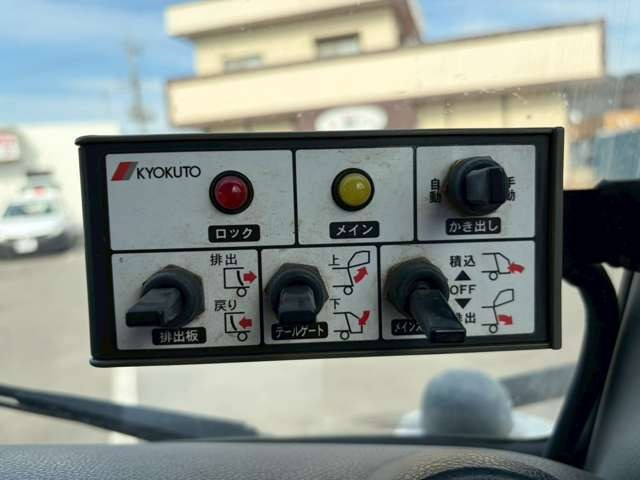 KYOKUTO
ロック
メイン
自動
手動
かき出し
排出
戻り
排出板
上
下
テールゲート
積込
OFF
排出
メインス